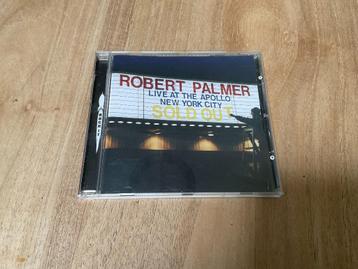 ROBERT PALMER
LIVE AT THE APOLLO
NEW YORK CITY
SOLD OUT